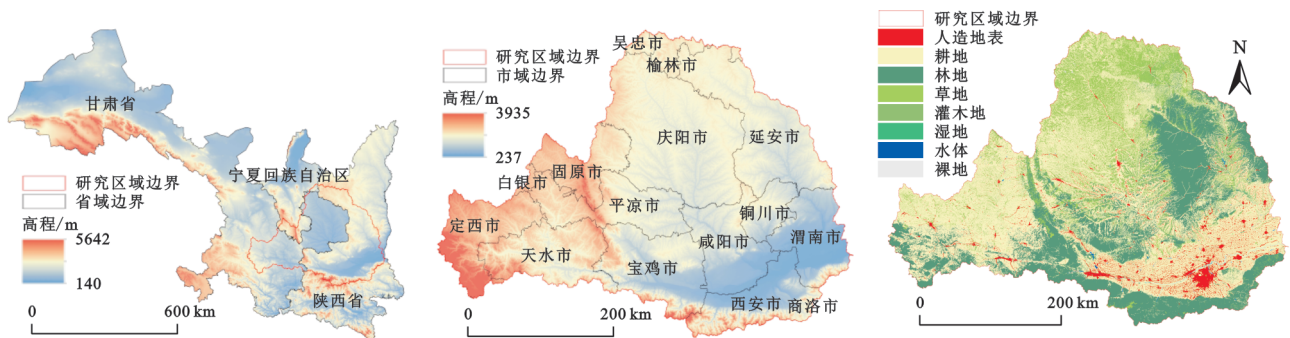 甘肃省
宁夏回族自治区
研究区域边界
省域边界
高程/m
5642
140
陕西省
0
600 km
吴忠市
榆林市
研究区域边界
市域边界
高程/m
3935
237
庆阳市
延安市
固原市
白银市
平凉市
铜川市
定西市
咸阳市
渭南市
天水市
宝鸡市
西安市
商洛市
0
200 km
研究区域边界
人造地表
耕地
林地
草地
灌木地
湿地
水体
裸地
N
0
200 km